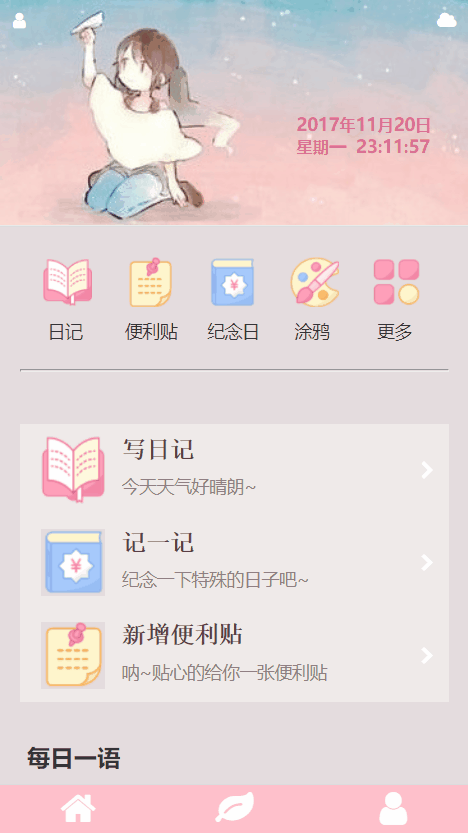 2017年11月20日
星期一 23:11:57
日记 便利贴 纪念日 涂鸦 更多
写日记
今天天气好晴朗~
¥
记一记
纪念一下特殊的日子吧~
新增便利贴
呐~贴心的给你一张便利贴
每日一语